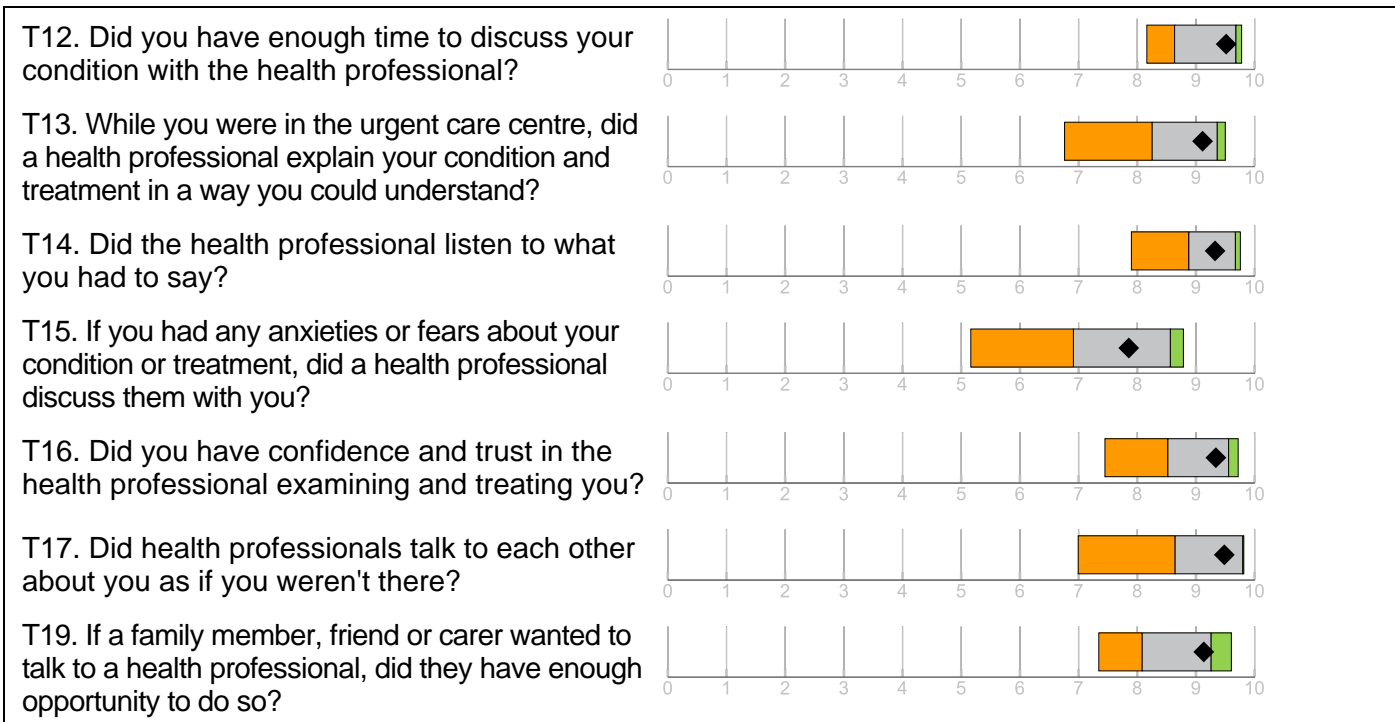 T12. Did you have enough time to discuss your
condition with the health professional?
0 1 2 3 4 5 6 7 8 9 10
T13. While you were in the urgent care centre, did
a health professional explain your condition and
treatment in a way you could understand?
0 1 2 3 4 5 6 7 8 9 10
T14. Did the health professional listen to what
you had to say?
0 1 2 3 4 5 6 7 8 9 10
T15. If you had any anxieties or fears about your
condition or treatment, did a health professional
discuss them with you?
0 1 2 3 4 5 6 7 8 9 10
T16. Did you have confidence and trust in the
health professional examining and treating you?
0 1 2 3 4 5 6 7 8 9 10
T17. Did health professionals talk to each other
about you as if you weren't there?
0 1 2 3 4 5 6 7 8 9 10
T19. If a family member, friend or carer wanted to
talk to a health professional, did they have enough
opportunity to do so?
0 1 2 3 4 5 6 7 8 9 10